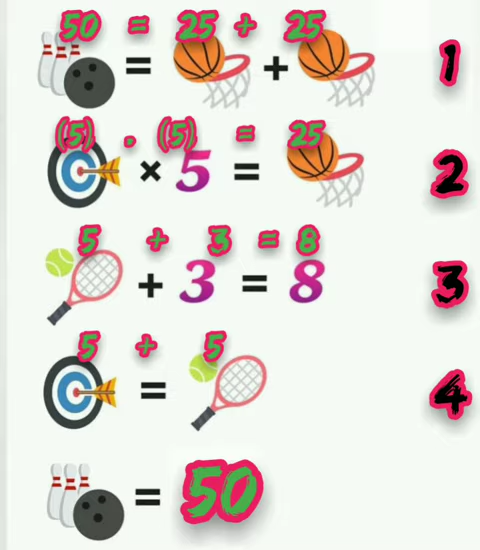 50 = 25 + 25
= + 1
(5) . (5) = 25
× 5 = 2
5 + 3 = 8
+ 3 = 8 3
5 + 5
= 4
= 50